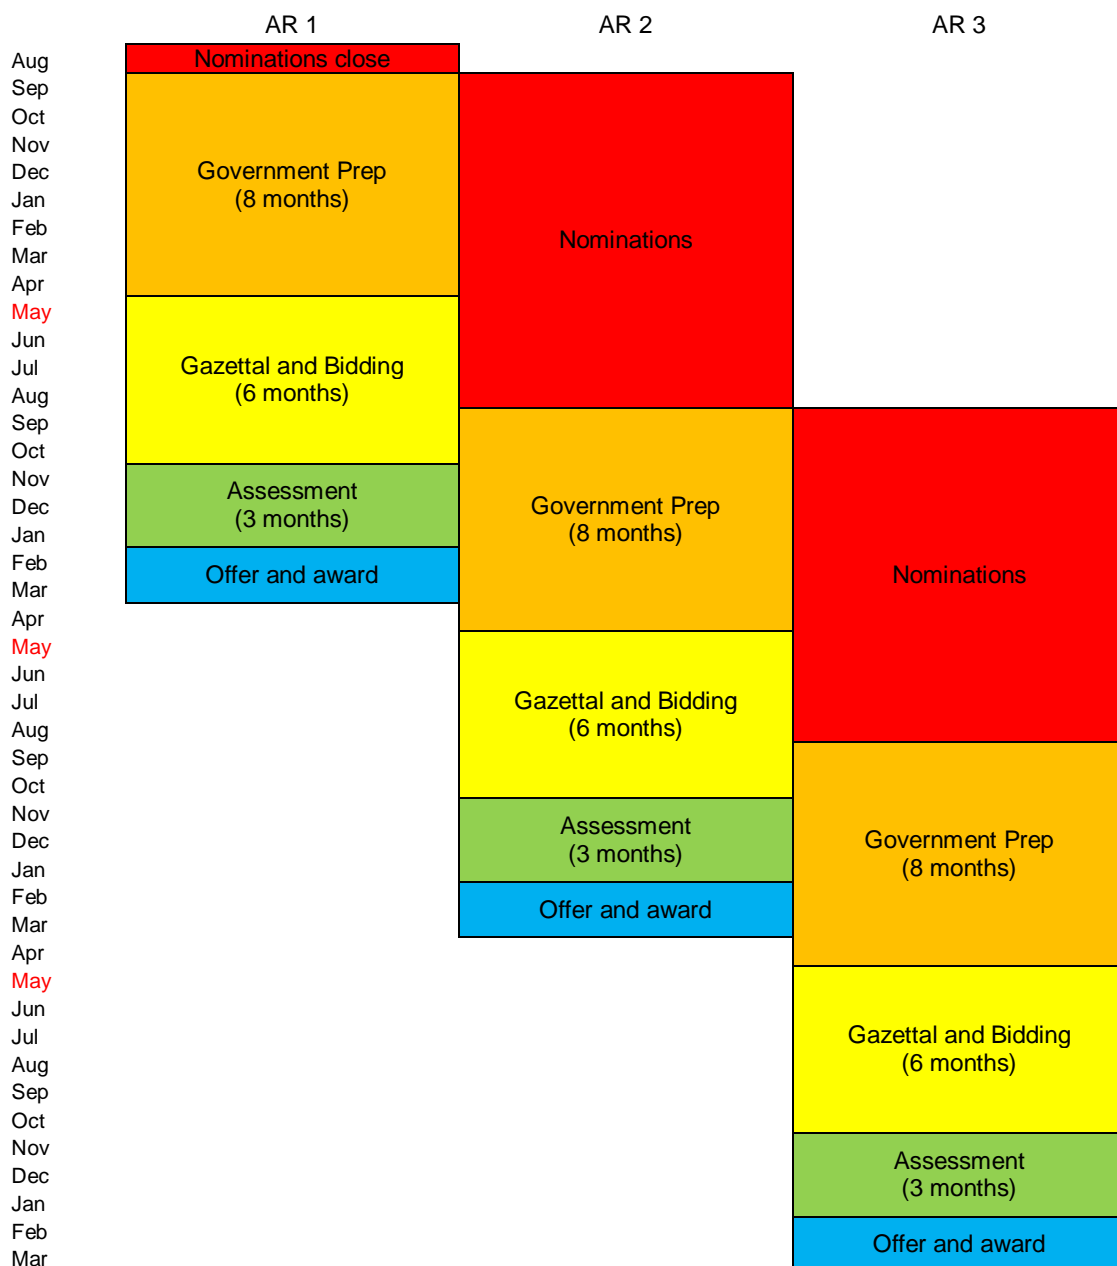 AR 1 AR 2 AR 3
Aug Nominations close
Sep
Oct
Nov
Dec Government Prep
Jan (8 months)
Feb Nominations
Mar
Apr
May
Jun
Jul Gazettal and Bidding
Aug (6 months)
Sep
Oct
Nov Assessment
Dec (3 months) Government Prep
Jan (8 months)
Feb Offer and award Nominations
Mar
Apr
May
Jun
Jul Gazettal and Bidding
Aug (6 months)
Sep
Oct
Nov Assessment
Dec (3 months) Government Prep
Jan (8 months)
Feb Offer and award
Mar
Apr
May
Jun
Jul Gazettal and Bidding
Aug (6 months)
Sep
Oct
Nov Assessment
Dec (3 months)
Jan
Feb Offer and award
Mar